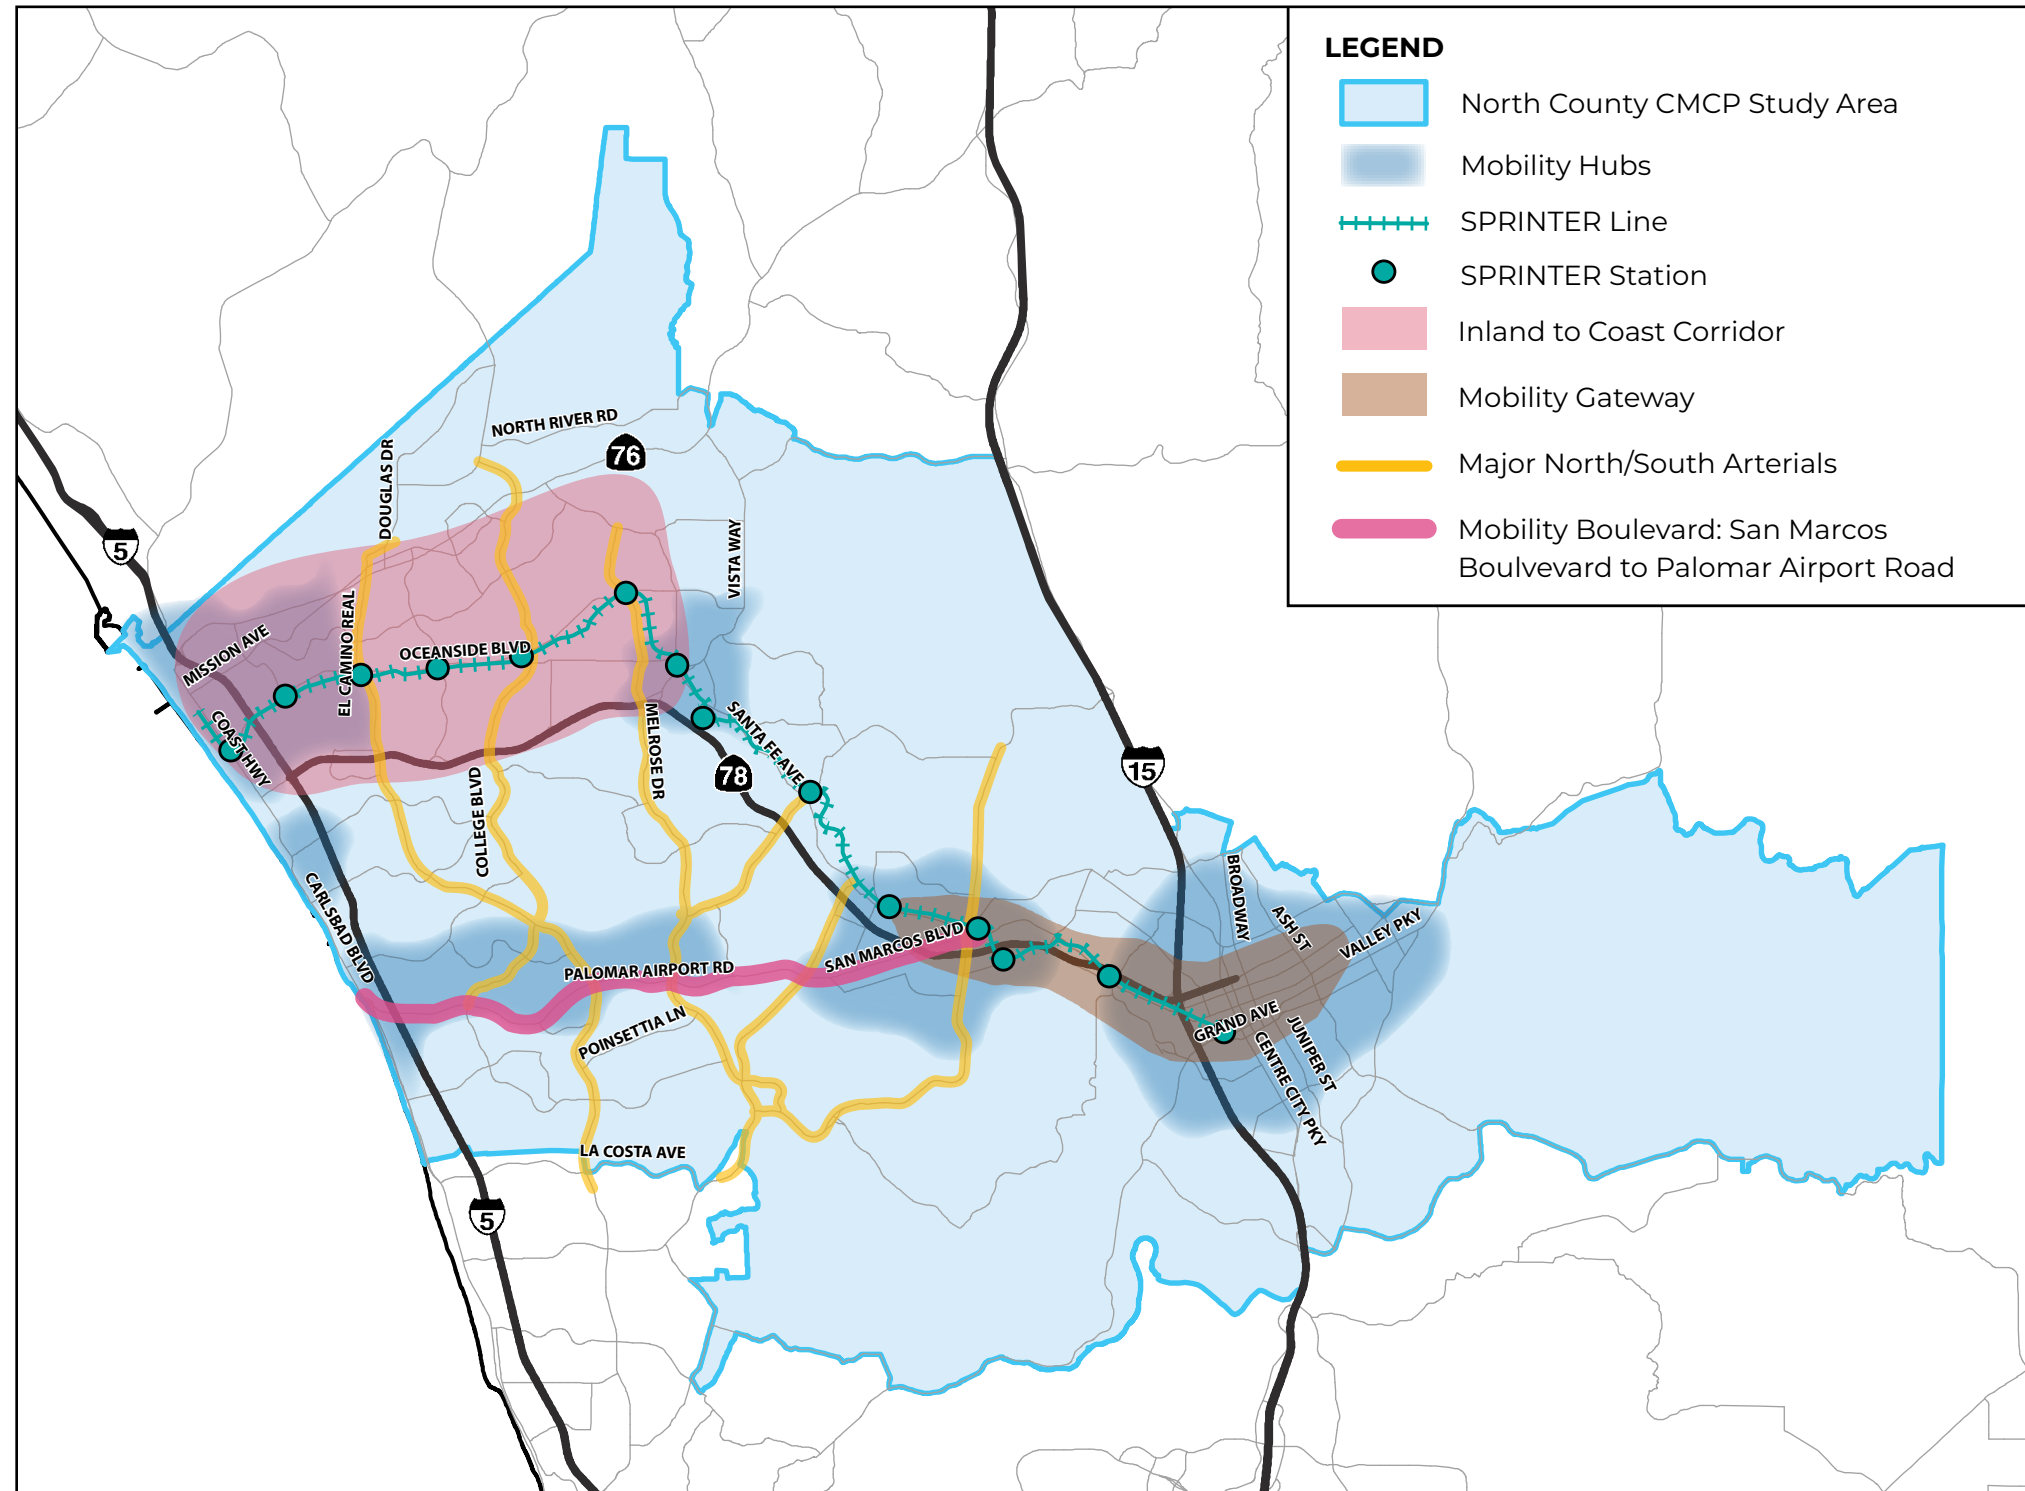 LEGEND
North County CMCP Study Area
Mobility Hubs
SPRINTER Line
SPRINTER Station
Inland to Coast Corridor
Mobility Gateway
Major North/South Arterials
Mobility Boulevard: San Marcos
Boulvevard to Palomar Airport Road
NORTH RIVER RD
76
DOUGLAS DR
5
VISTA WAY
MISSION AVE
EL CAMINO REAL
OCEANSIDE BLVD
COAST HWY
MELROSE DR
SANTA FE AVE
78
15
COLLEGE BLVD
CARLSBAD BLVD
BROADWAY
ASH ST
VALLEY PKY
SAN MARCOS BLVD
PALOMAR AIRPORT RD
POINSETTIA LN
GRAND AVE
JUNIPER ST
CENTRE CITY PKY
LA COSTA AVE
5